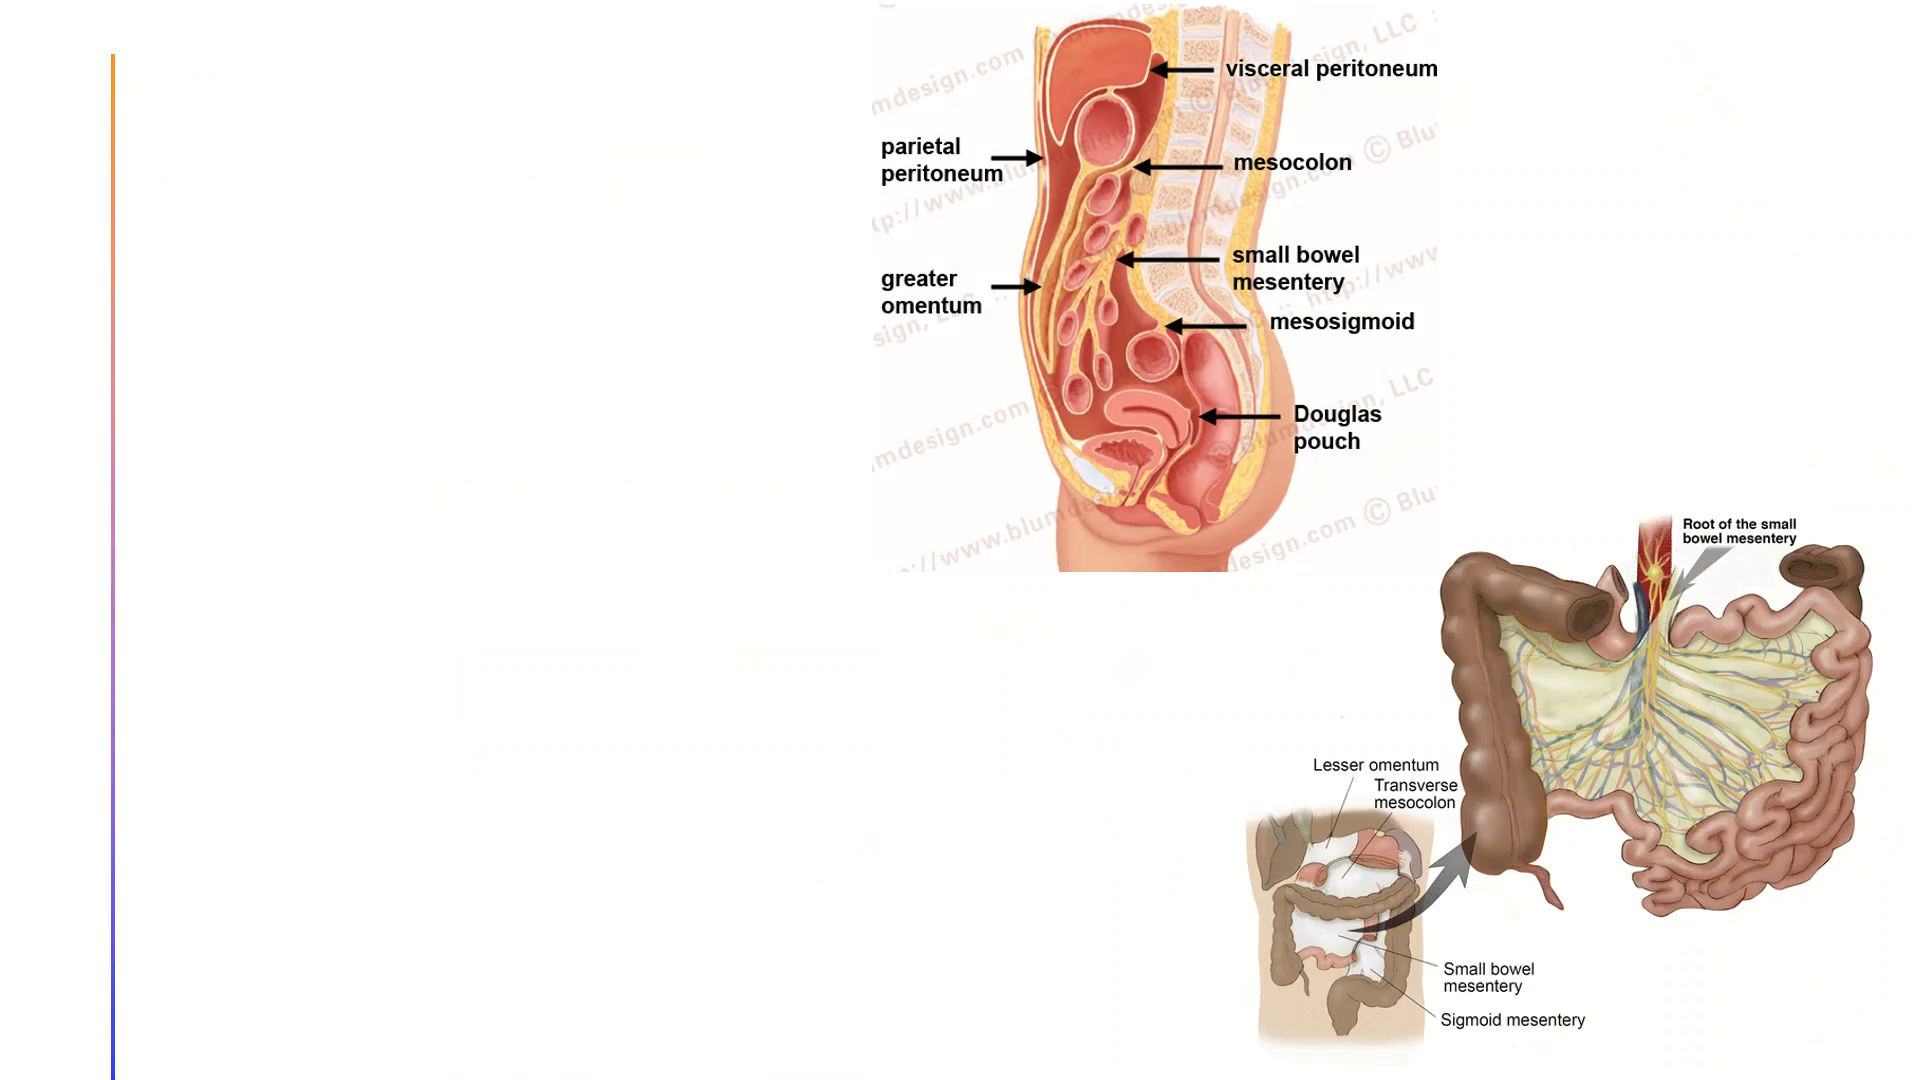 visceral peritoneum
parietal
peritoneum
mesocolon
small bowel
mesentery
greater
omentum
mesosigmoid
Douglas
pouch
Root of the small
bowel mesentery
Lesser omentum
Transverse
mesocolon
Small bowel
mesentery
Sigmoid mesentery